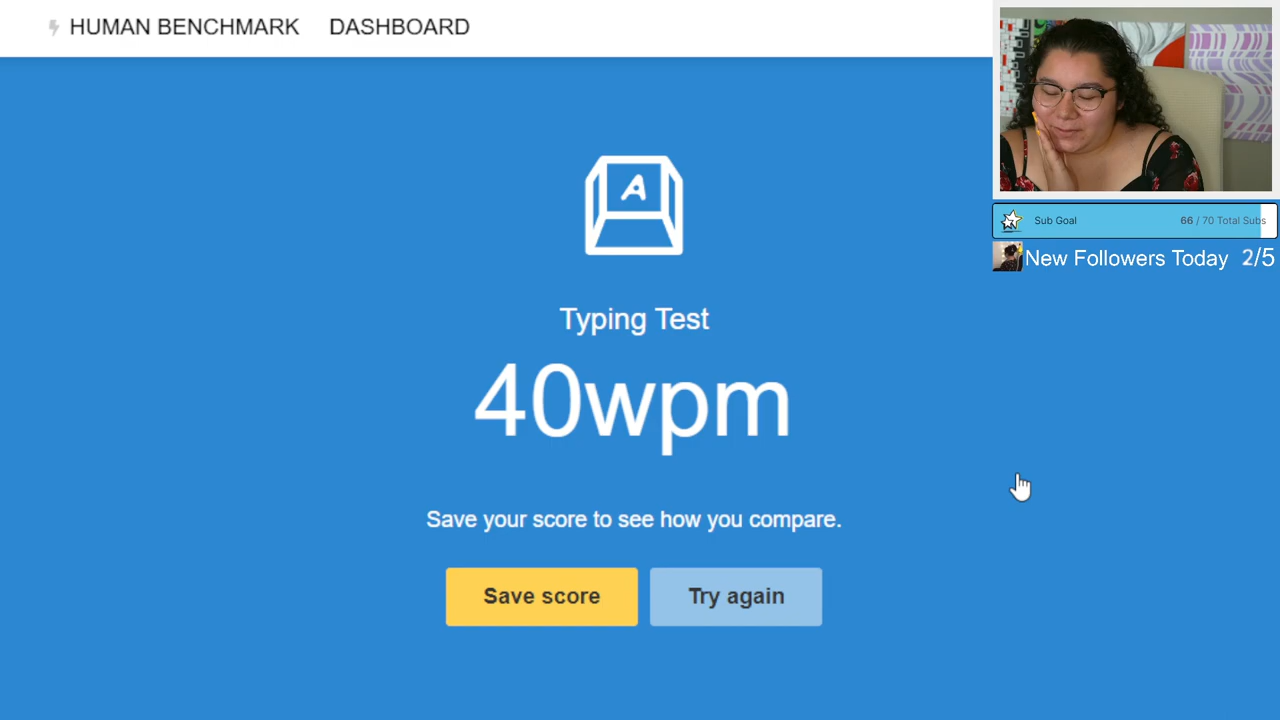 HUMAN BENCHMARK DASHBOARD
A
Typing Test
40wpm
Save your score to see how you compare.
Save score Try again
Sub Goal 66 / 70 Total Subs
New Followers Today 2/5